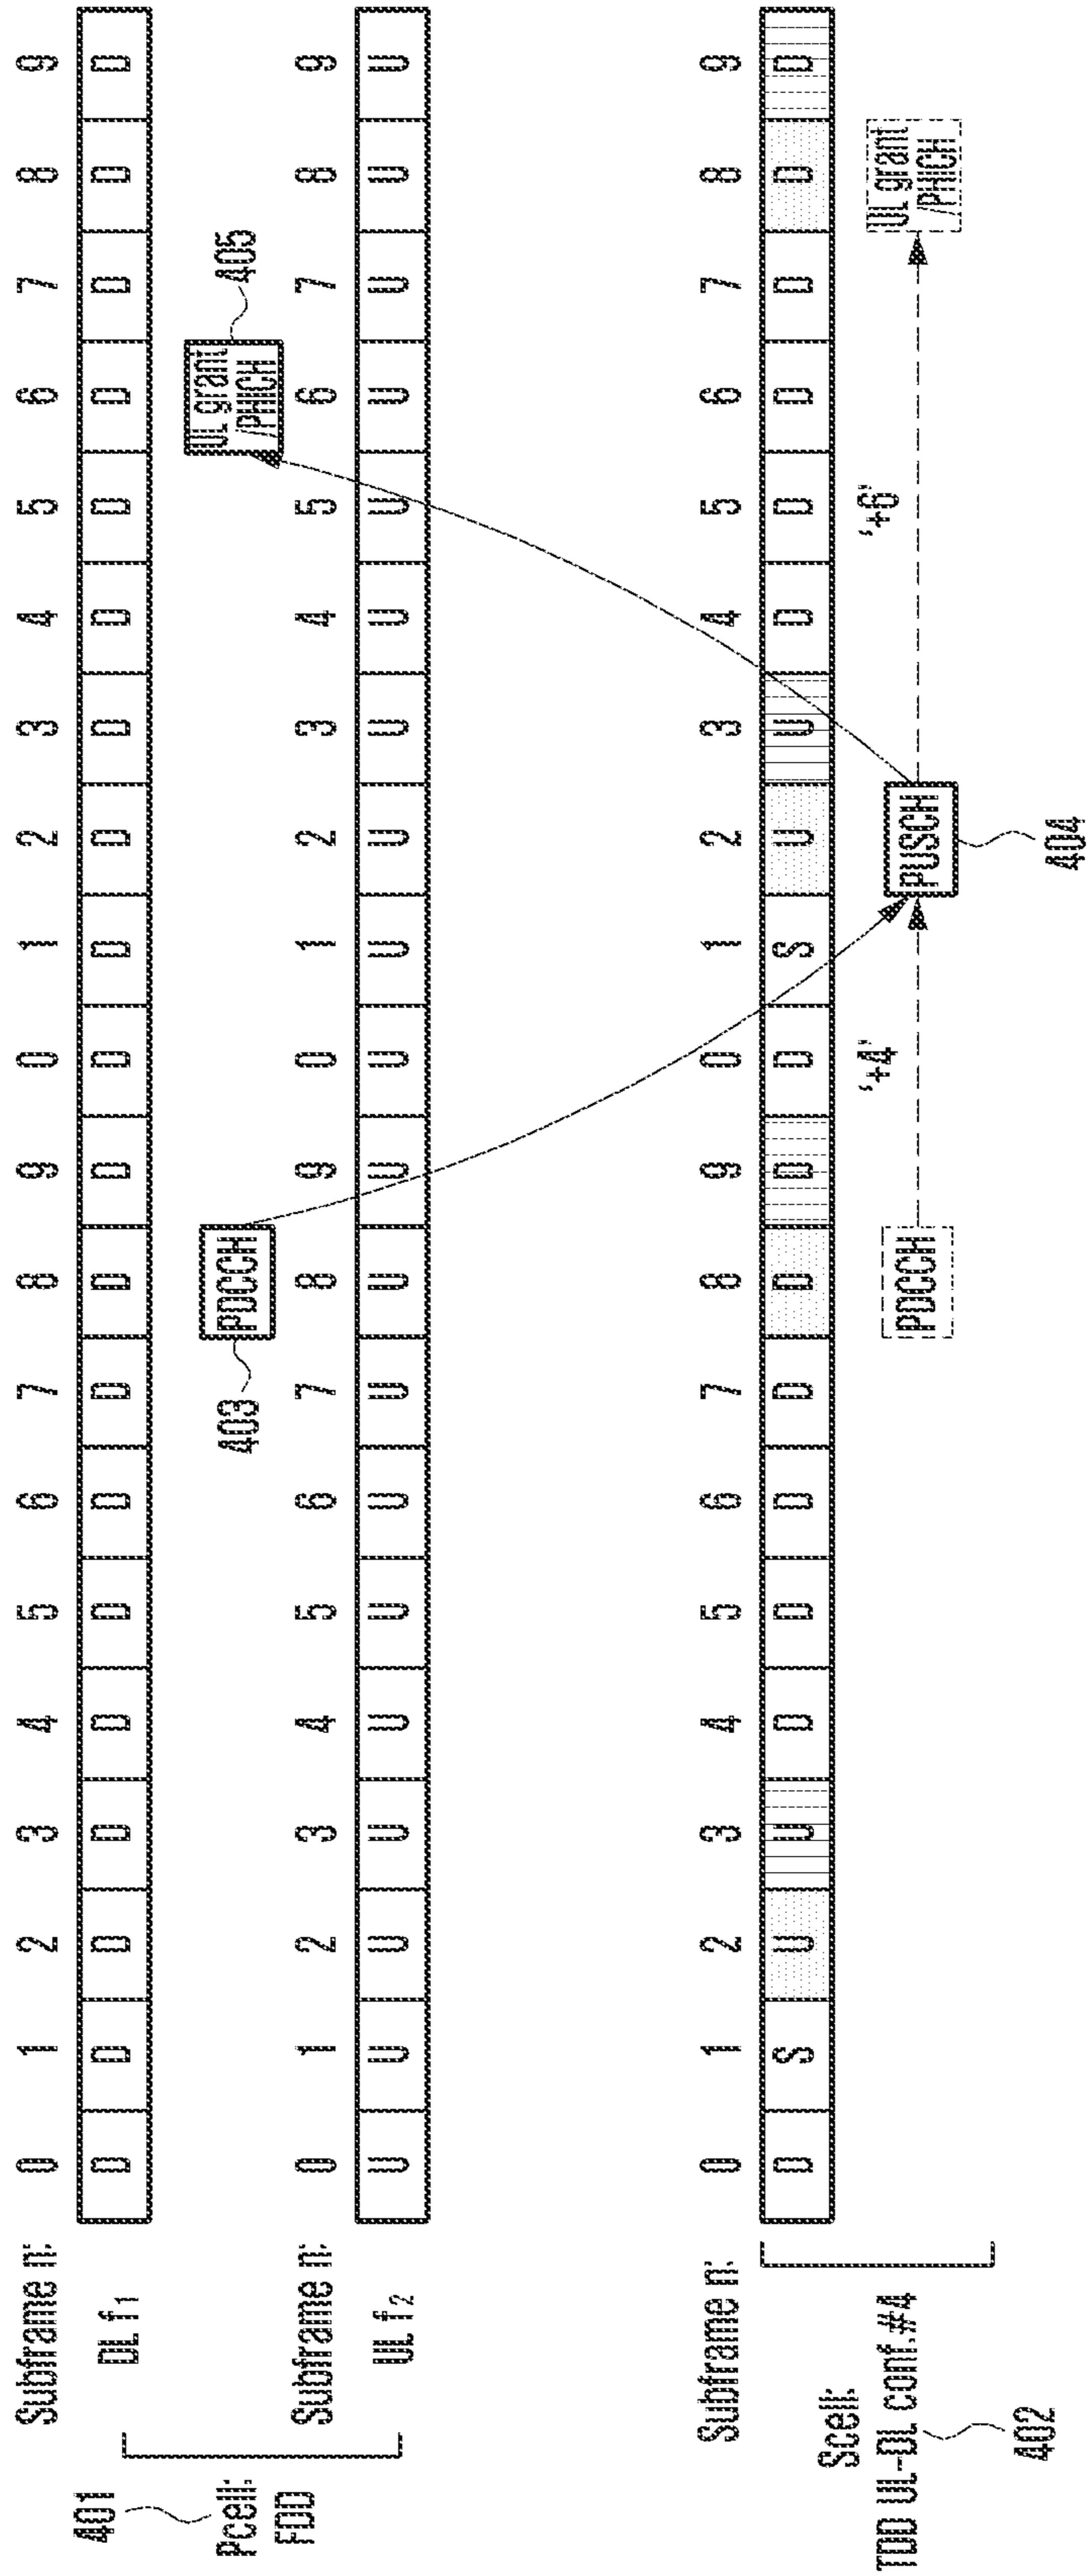 401
Pcell:
FDD
Subframe n: 0 1 2 3 4 5 6 7 8 9 0 1 2 3 4 5 6 7 8 9
DL f₁ D D D D D D D D D D D D D D D D D D D D
403
PDCCH
UL grant
/PHICH
405
Subframe n: 0 1 2 3 4 5 6 7 8 9 0 1 2 3 4 5 6 7 8 9
UL f₂ U U U U U U U U U U U U U U U U U U U U
Subframe n: 0 1 2 3 4 5 6 7 8 9 0 1 2 3 4 5 6 7 8 9
D S U U D D D D D D D S U U D D D D D D
Scell:
TDD UL-DL conf.#4
402
PDCCH
'+4'
PUSCH
404
'+6'
UL grant
/PHICH